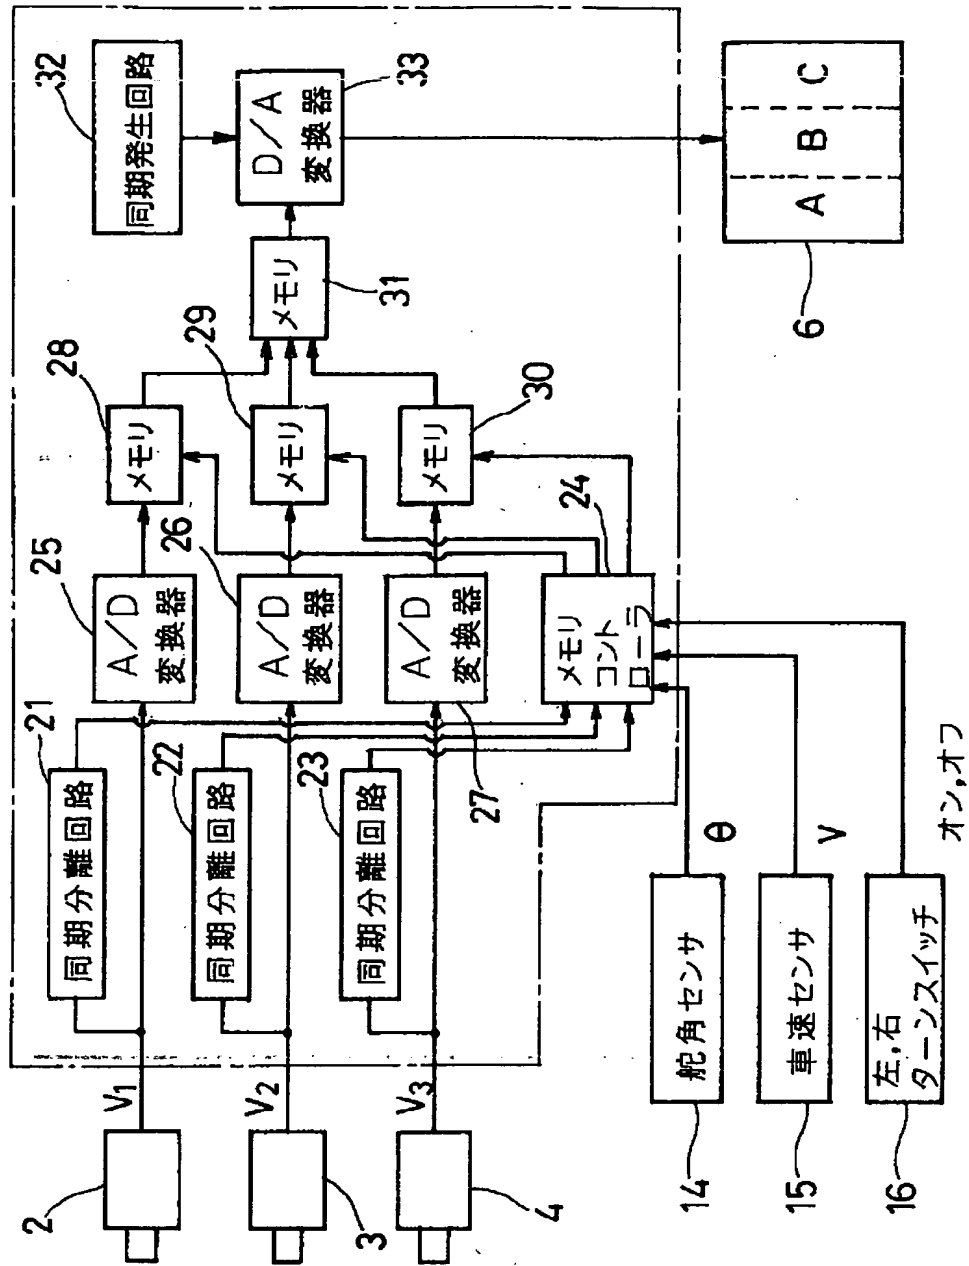 32
同期発生回路
D/A
変換器
33
メモリ
31
28
メモリ
29
メモリ
30
メモリ
25
A/D
変換器
26
A/D
変換器
A/D
変換器
27
24
メモリ
コント
ローラ
21
同期分離回路
22
同期分離回路
23
同期分離回路
V1
V2
V3
2
3
4
A
B
C
6
θ
V
オン,オフ
舵角センサ
14
車速センサ
15
左,右
ターンスイッチ
16